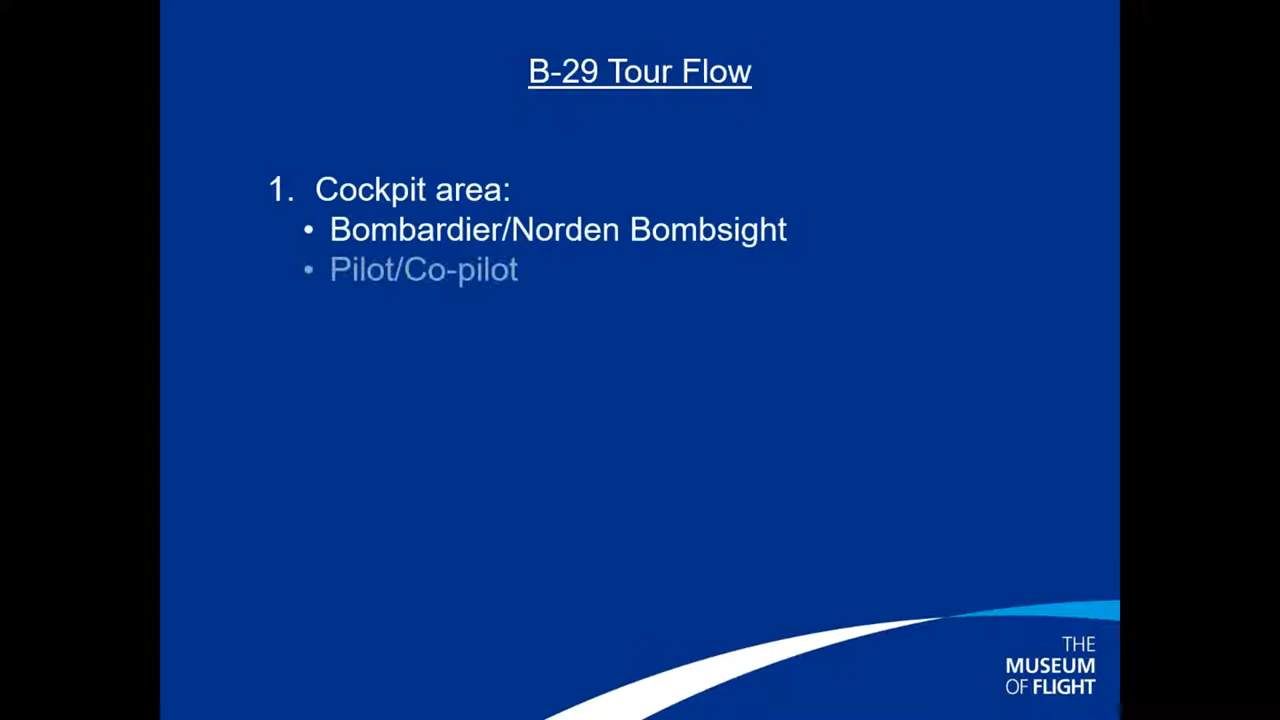 B-29 Tour Flow
1. Cockpit area:
• Bombardier/Norden Bombsight
• Pilot/Co-pilot
THE
MUSEUM
OF FLIGHT